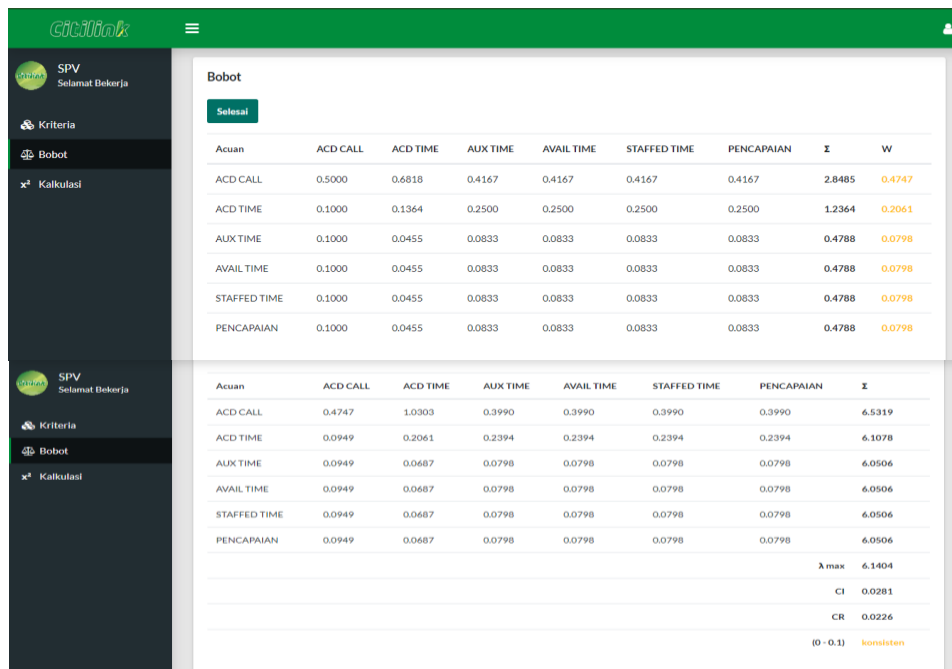 Citilink
SPV
Selamat Bekerja
Kriteria
Bobot
x² Kalkulasi
Bobot
Selesai
Acuan ACD CALL ACD TIME AUX TIME AVAIL TIME STAFFED TIME PENCAPAIAN Σ W
ACD CALL 0.5000 0.6818 0.4167 0.4167 0.4167 0.4167 2.8485 0.4747
ACD TIME 0.1000 0.1364 0.2500 0.2500 0.2500 0.2500 1.2364 0.2061
AUX TIME 0.1000 0.0455 0.0833 0.0833 0.0833 0.0833 0.4788 0.0798
AVAIL TIME 0.1000 0.0455 0.0833 0.0833 0.0833 0.0833 0.4788 0.0798
STAFFED TIME 0.1000 0.0455 0.0833 0.0833 0.0833 0.0833 0.4788 0.0798
PENCAPAIAN 0.1000 0.0455 0.0833 0.0833 0.0833 0.0833 0.4788 0.0798
SPV
Selamat Bekerja
Kriteria
Bobot
x² Kalkulasi
Acuan ACD CALL ACD TIME AUX TIME AVAIL TIME STAFFED TIME PENCAPAIAN Σ
ACD CALL 0.4747 1.0303 0.3990 0.3990 0.3990 0.3990 6.5319
ACD TIME 0.0949 0.2061 0.2394 0.2394 0.2394 0.2394 6.1078
AUX TIME 0.0949 0.0687 0.0798 0.0798 0.0798 0.0798 6.0506
AVAIL TIME 0.0949 0.0687 0.0798 0.0798 0.0798 0.0798 6.0506
STAFFED TIME 0.0949 0.0687 0.0798 0.0798 0.0798 0.0798 6.0506
PENCAPAIAN 0.0949 0.0687 0.0798 0.0798 0.0798 0.0798 6.0506
λ max 6.1404
CI 0.0281
CR 0.0226
(0 - 0.1) konsisten